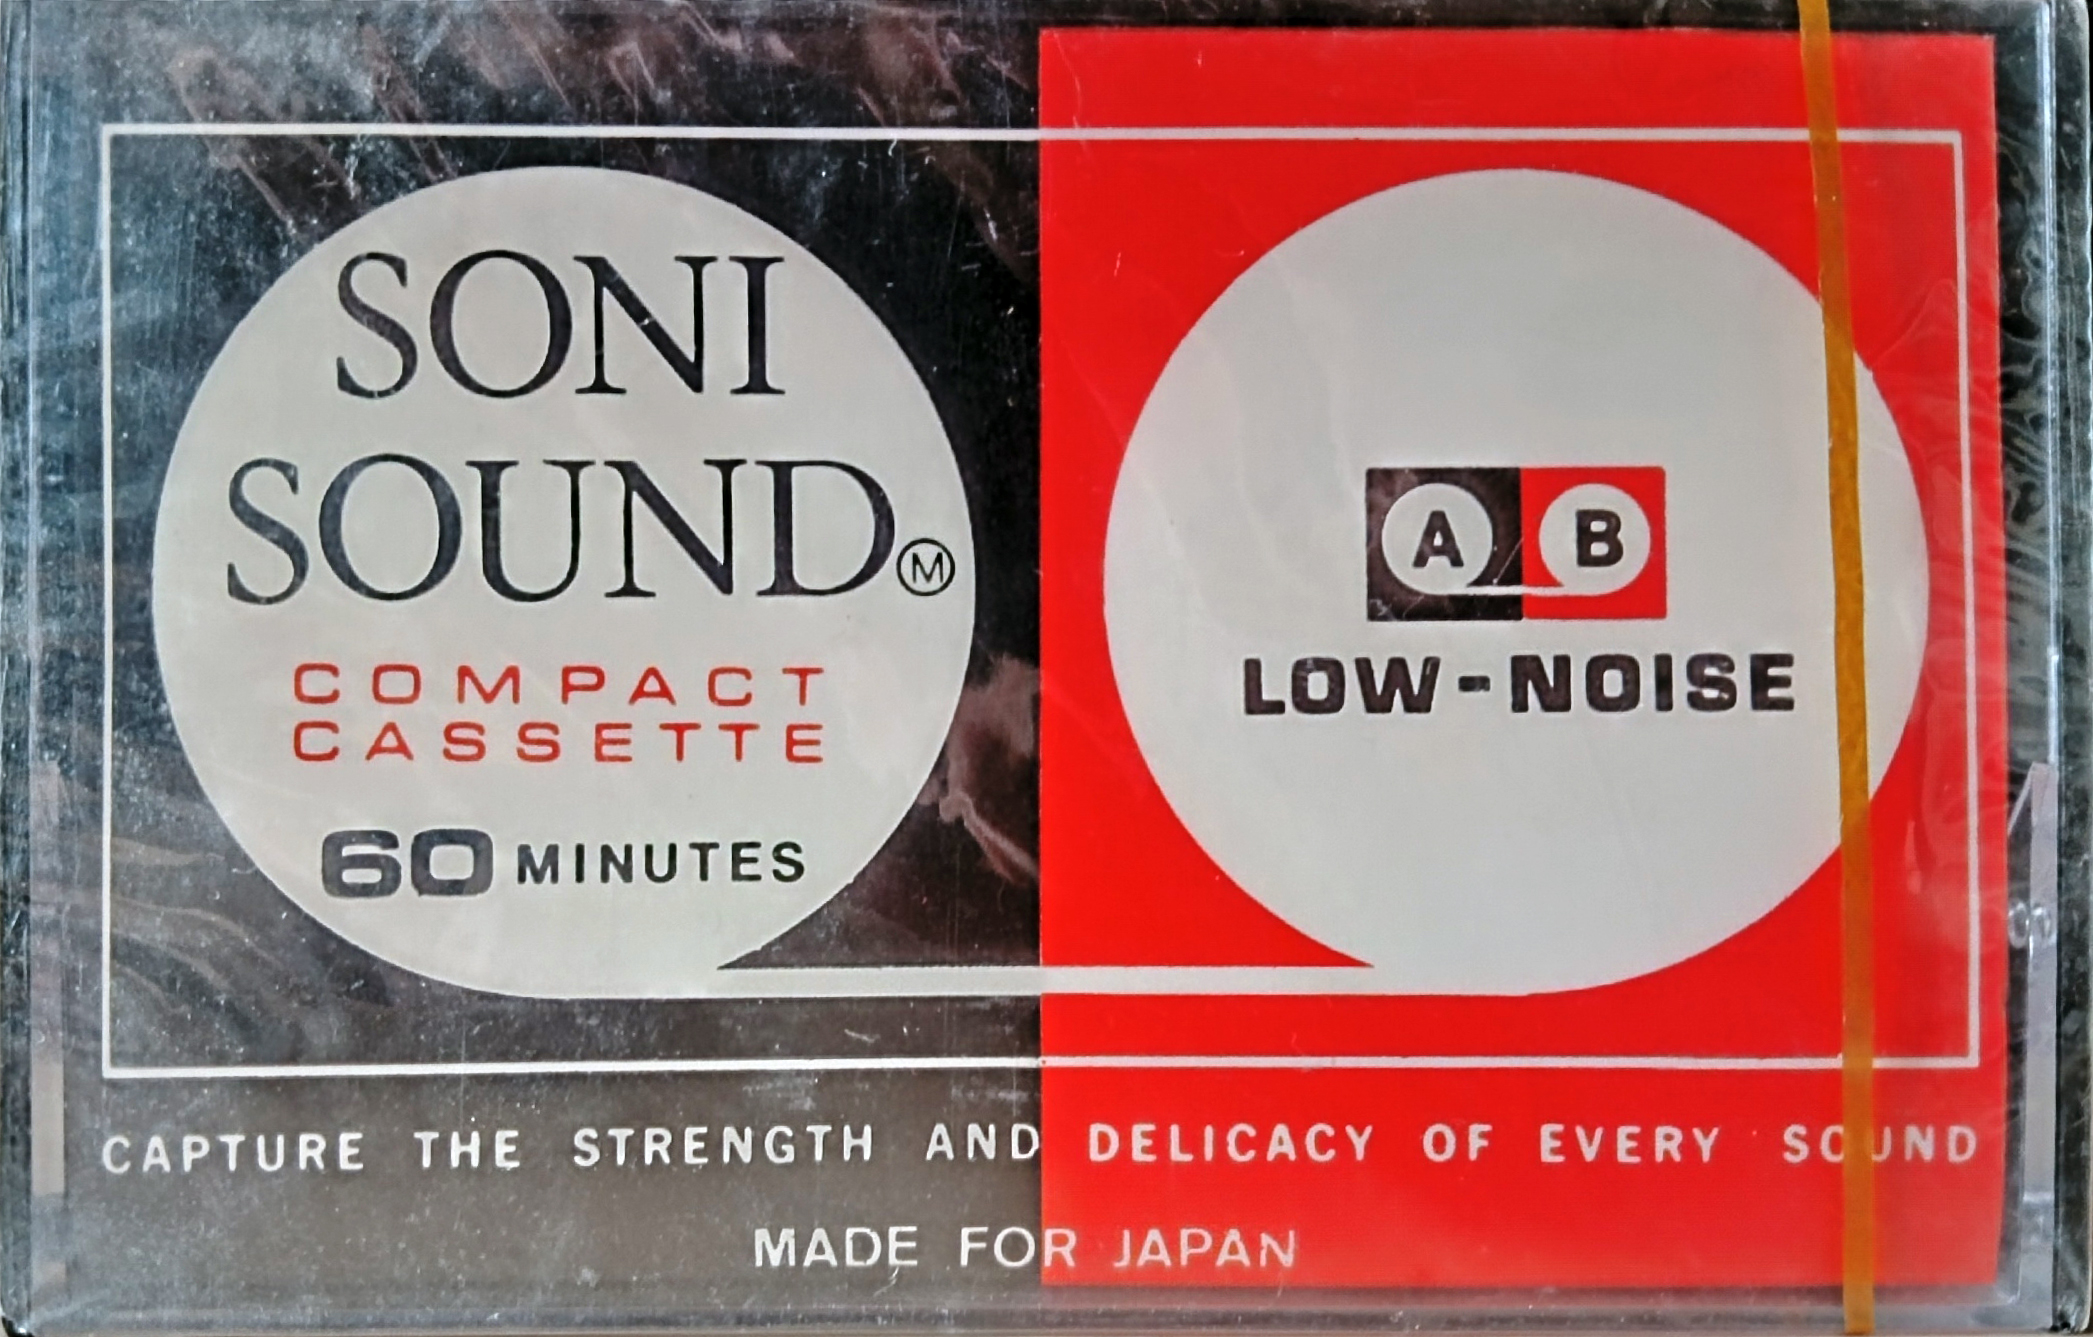 SONI
SOUND Ⓜ
COMPACT
CASSETTE
60 MINUTES
A B
LOW-NOISE
CAPTURE THE STRENGTH AND DELICACY OF EVERY SOUND
MADE FOR JAPAN